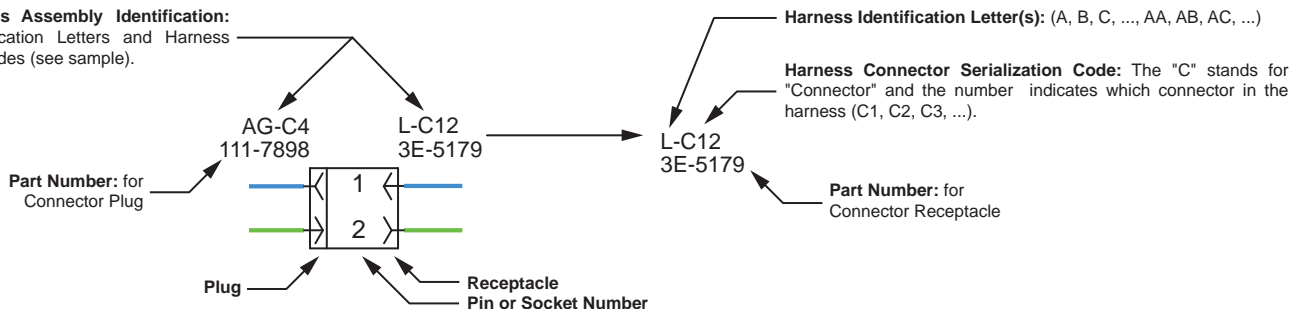 s Assembly Identification:
cation Letters and Harness
des (see sample).
Harness Identification Letter(s): (A, B, C, ..., AA, AB, AC, ...)
Harness Connector Serialization Code: The "C" stands for
"Connector" and the number indicates which connector in the
harness (C1, C2, C3, ...).
AG-C4
111-7898
L-C12
3E-5179
L-C12
3E-5179
Part Number: for
Connector Plug
1
2
Part Number: for
Connector Receptacle
Plug
Receptacle
Pin or Socket Number